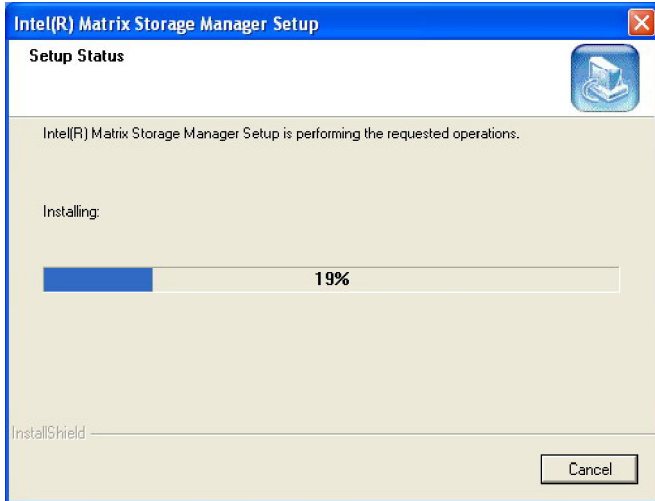 Intel(R) Matrix Storage Manager Setup
Setup Status
Intel(R) Matrix Storage Manager Setup is performing the requested operations.
Installing:
19%
InstallShield
Cancel